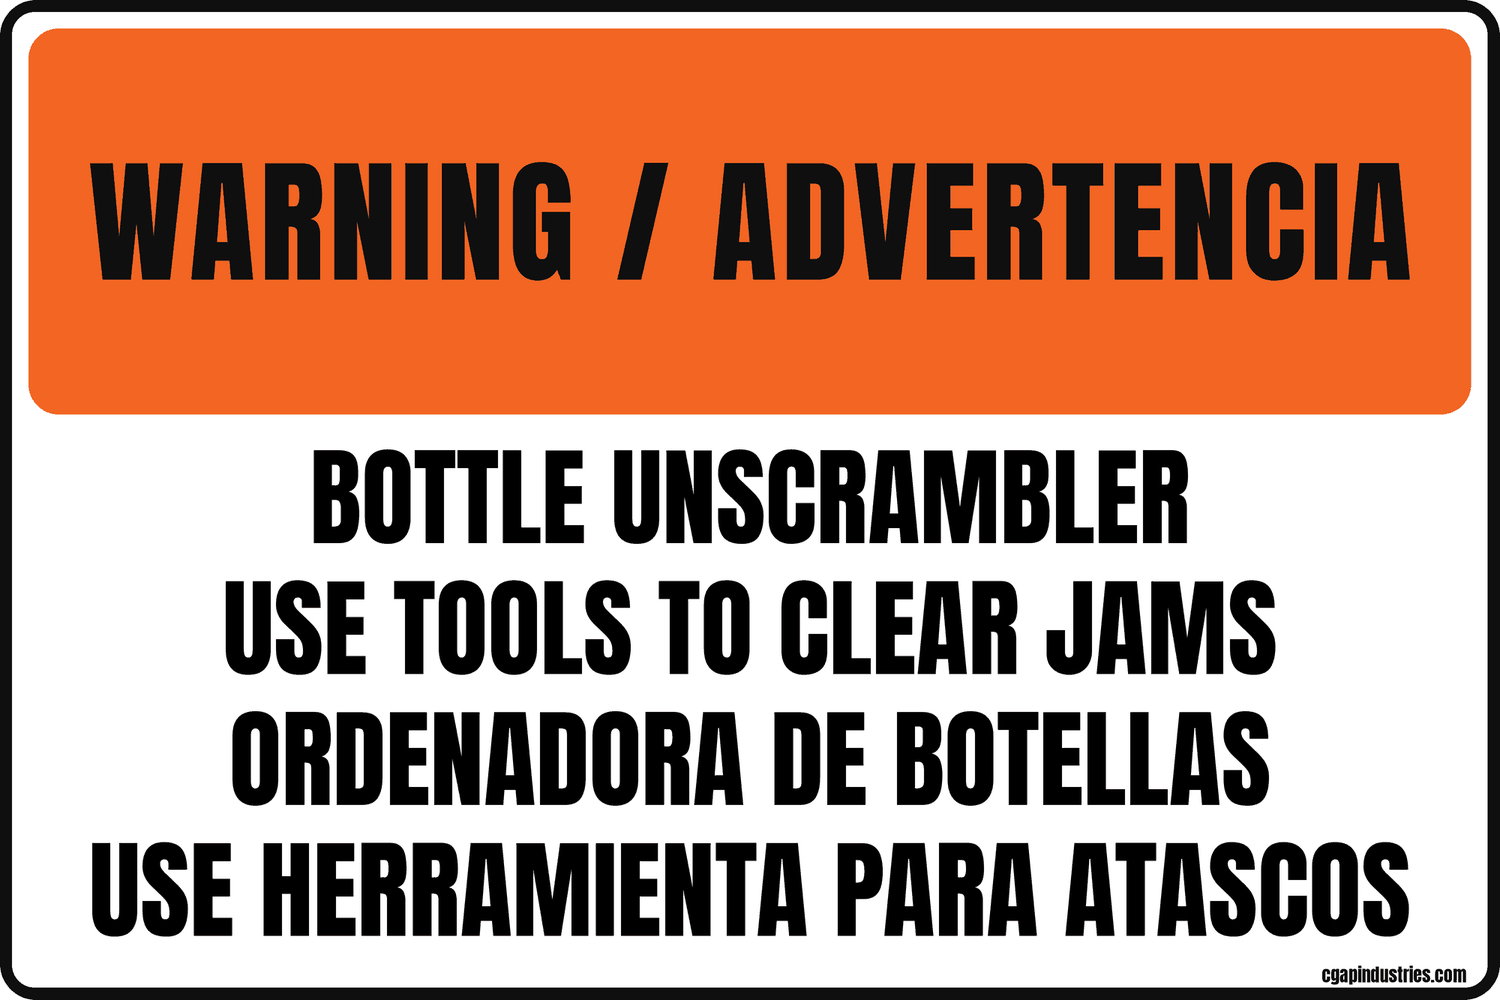 WARNING / ADVERTENCIA
BOTTLE UNSCRAMBLER
USE TOOLS TO CLEAR JAMS
ORDENADORA DE BOTELLAS
USE HERRAMIENTA PARA ATASCOS
cgapindustries.com